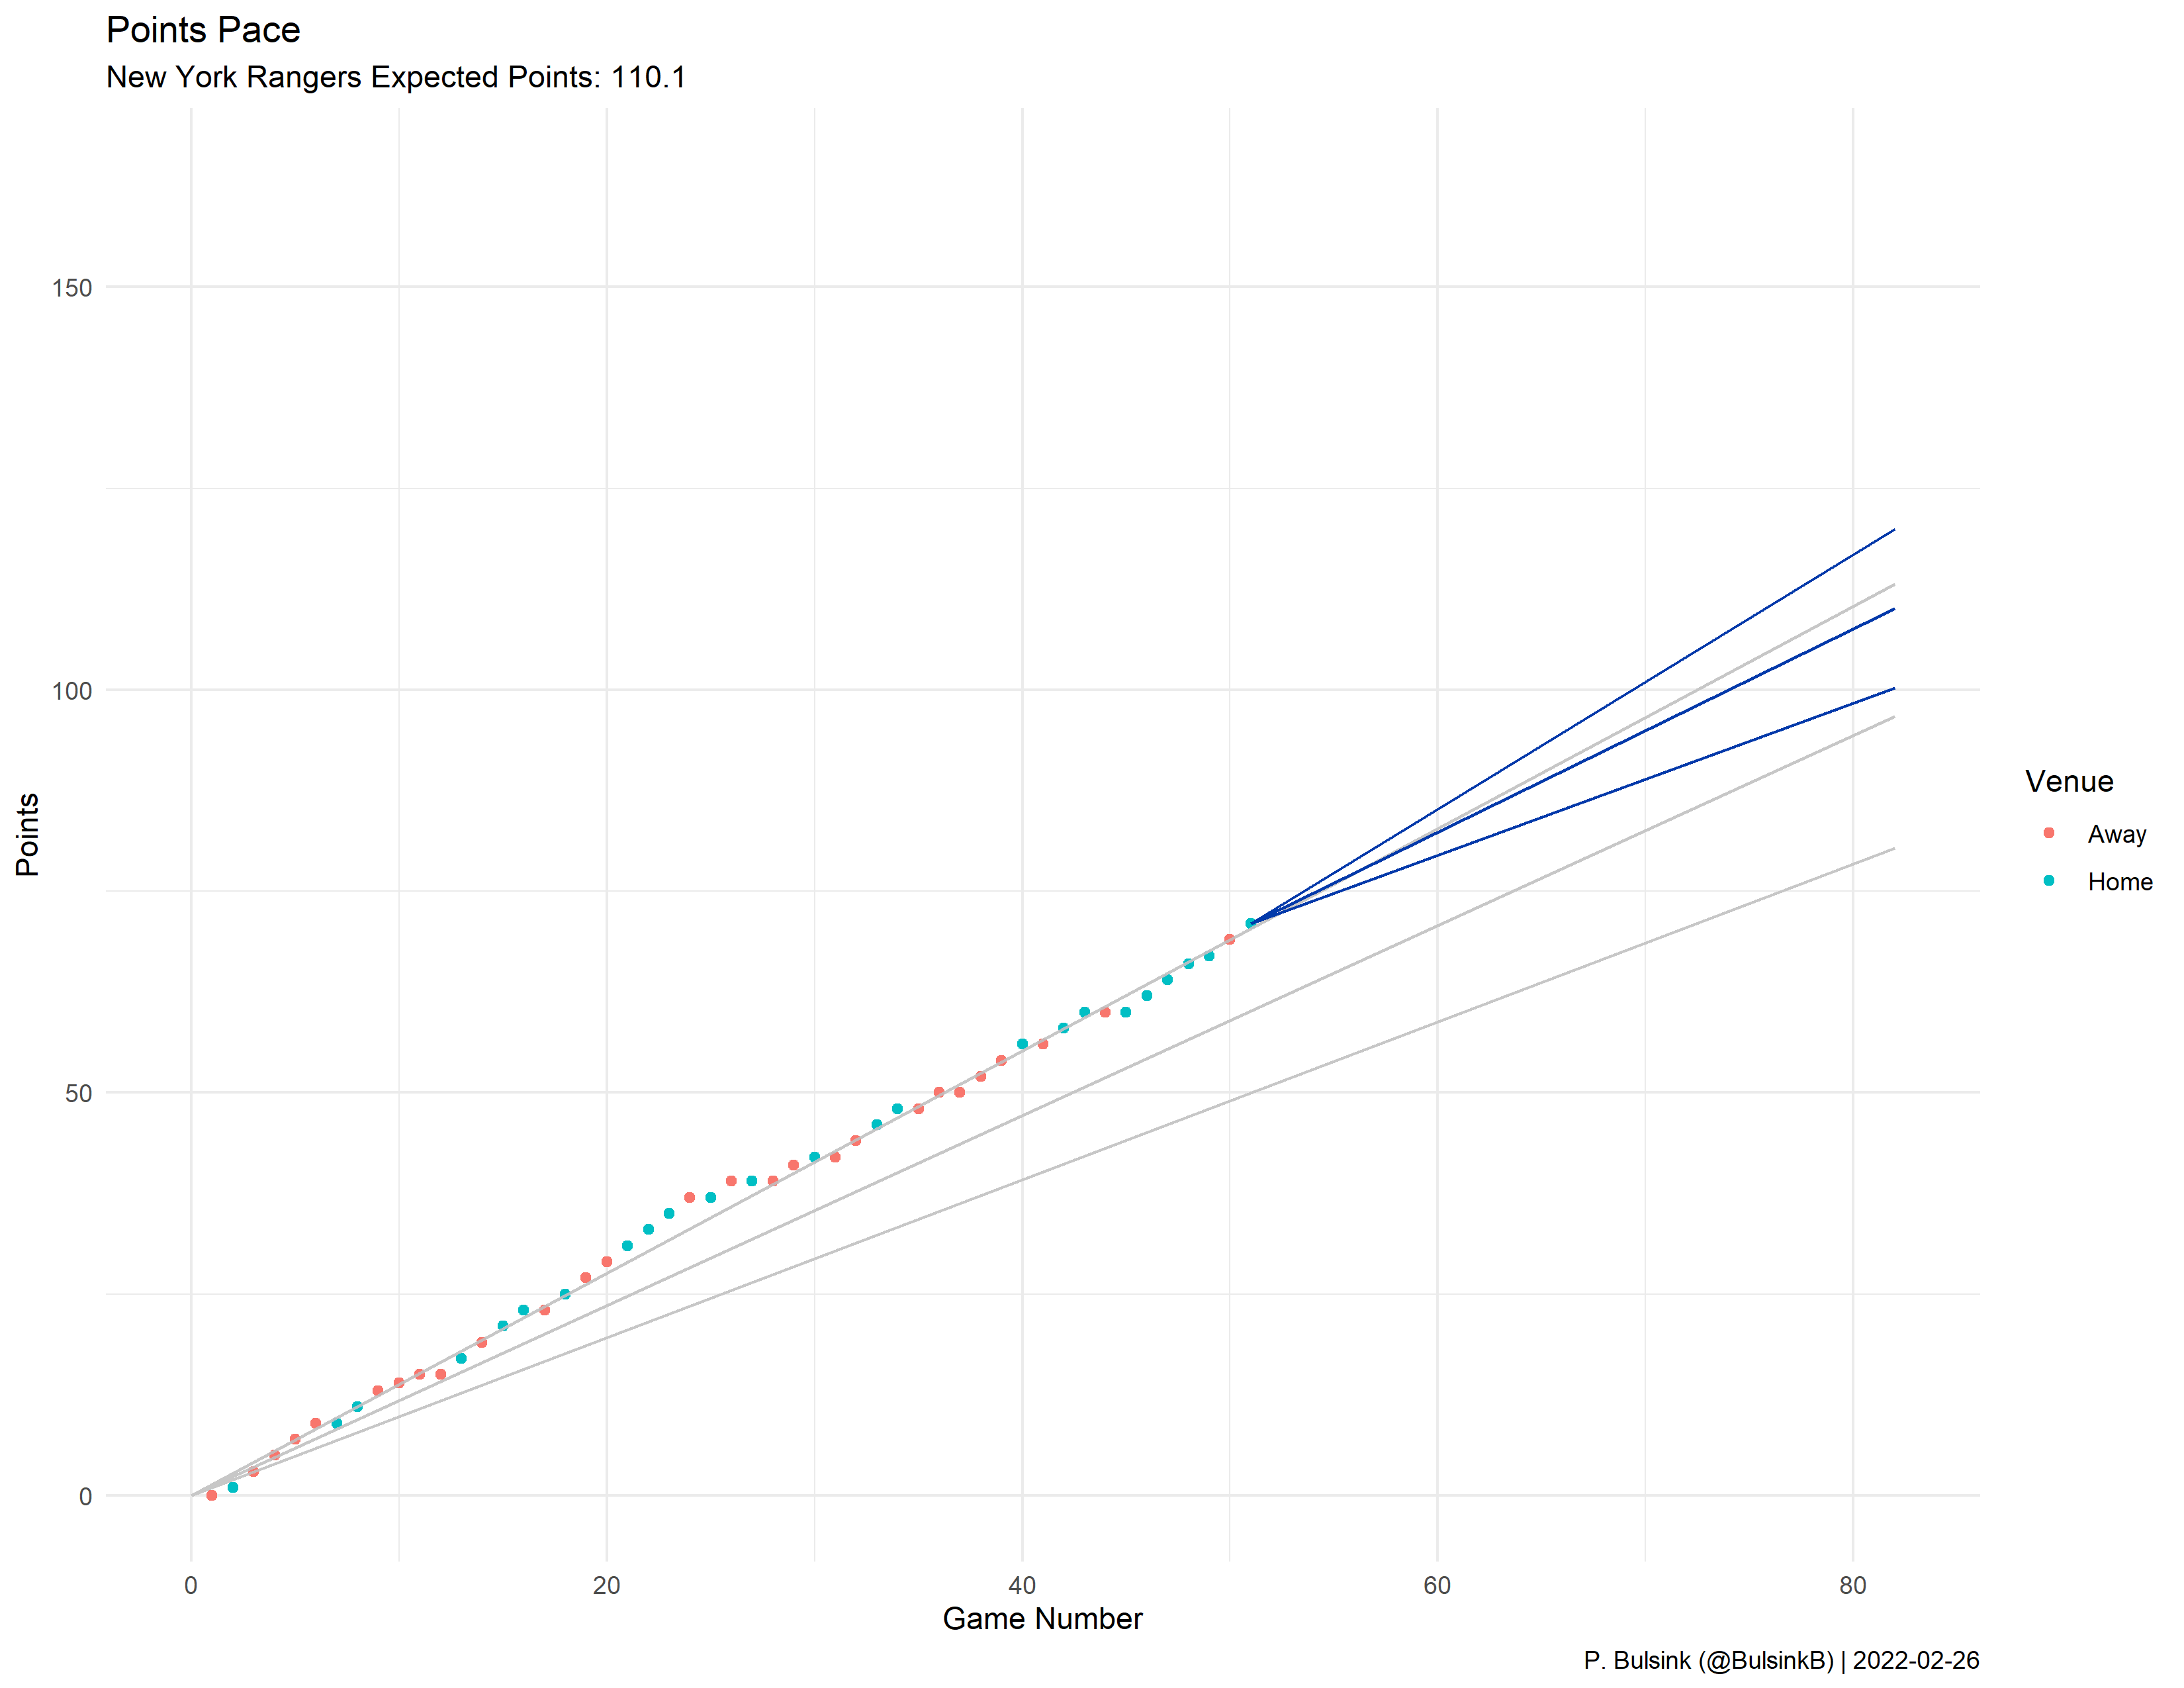 Points Pace
New York Rangers Expected Points: 110.1
150
100
50
0
Points
0 20 40 60 80
Game Number
Venue
Away
Home
P. Bulsink (@BulsinkB) | 2022-02-26